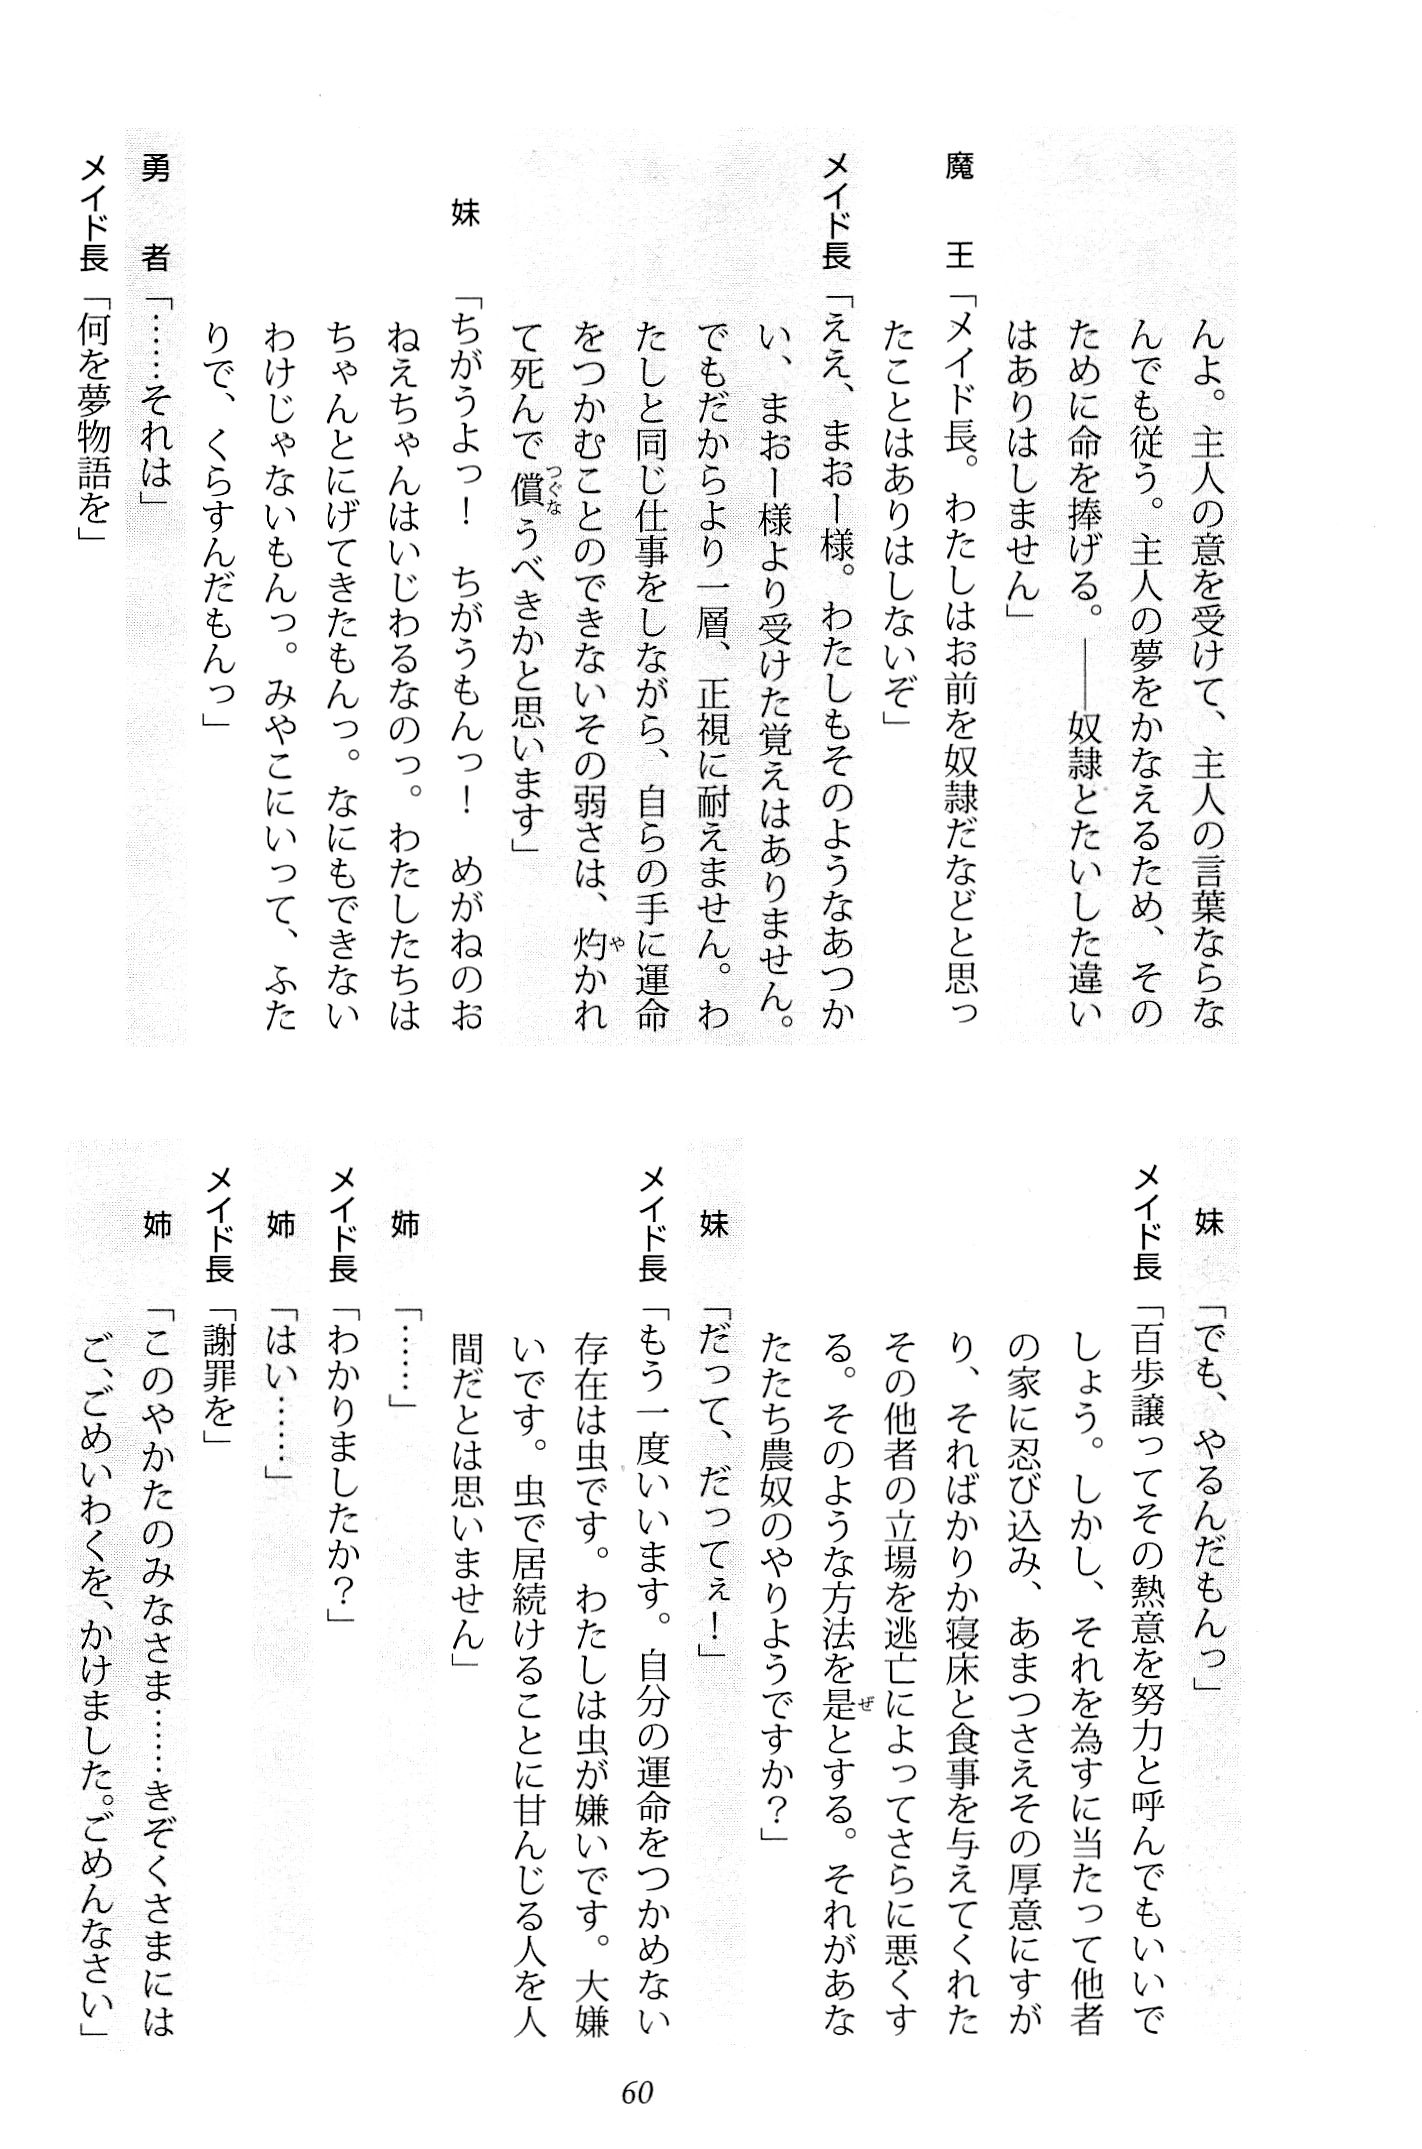 んよ。主人の意を受けて、主人の言葉ならな
んでも従う。主人の夢をかなえるため、その
ために命を捧げる。――奴隷とたいした違い
はありはしません」
魔王「メイド長。わたしはお前を奴隷だなどと思っ
たことはありはしないぞ」
メイド長「ええ、まおー様。わたしもそのようなあつか
い、まおー様より受けた覚えはありません。
でもだからより一層、正視に耐えません。わ
たしと同じ仕事をしながら、自らの手に運命
をつかむことのできないその弱さは、灼かれ
て死んで償うべきかと思います」
妹「ちがうよっ！　ちがうもんっ！　めがねのお
ねえちゃんはいじわるなのっ。わたしたちは
ちゃんとにげてきたもんっ。なにもできない
わけじゃないもんっ。みやこにいって、ふた
りで、くらすんだもんっ」
勇者「……それは」
メイド長「何を夢物語を」
妹「でも、やるんだもんっ」
メイド長「百歩譲ってその熱意を努力と呼んでもいいで
しょう。しかし、それを為すに当たって他者
の家に忍び込み、あまつさえその厚意にすが
り、そればかりか寝床と食事を与えてくれた
その他者の立場を逃亡によってさらに悪くす
る。そのような方法を是とする。それがあな
たたち農奴のやりようですか？」
妹「だって、だってぇ！」
メイド長「もう一度いいます。自分の運命をつかめない
存在は虫です。わたしは虫が嫌いです。大嫌
いです。虫で居続けることに甘んじる人を人
間だとは思いません」
姉「……」
メイド長「わかりましたか？」
姉「はい……」
メイド長「謝罪を」
姉「このやかたのみなさま……きぞくさまには
ご、ごめいわくを、かけました。ごめんなさい」
60